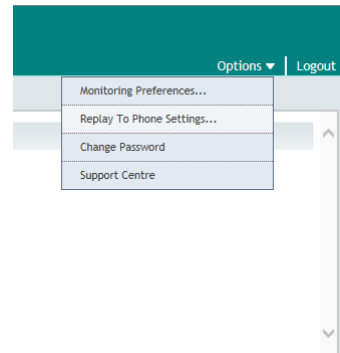 Options ▼ | Logout
Monitoring Preferences...
Replay To Phone Settings...
Change Password
Support Centre